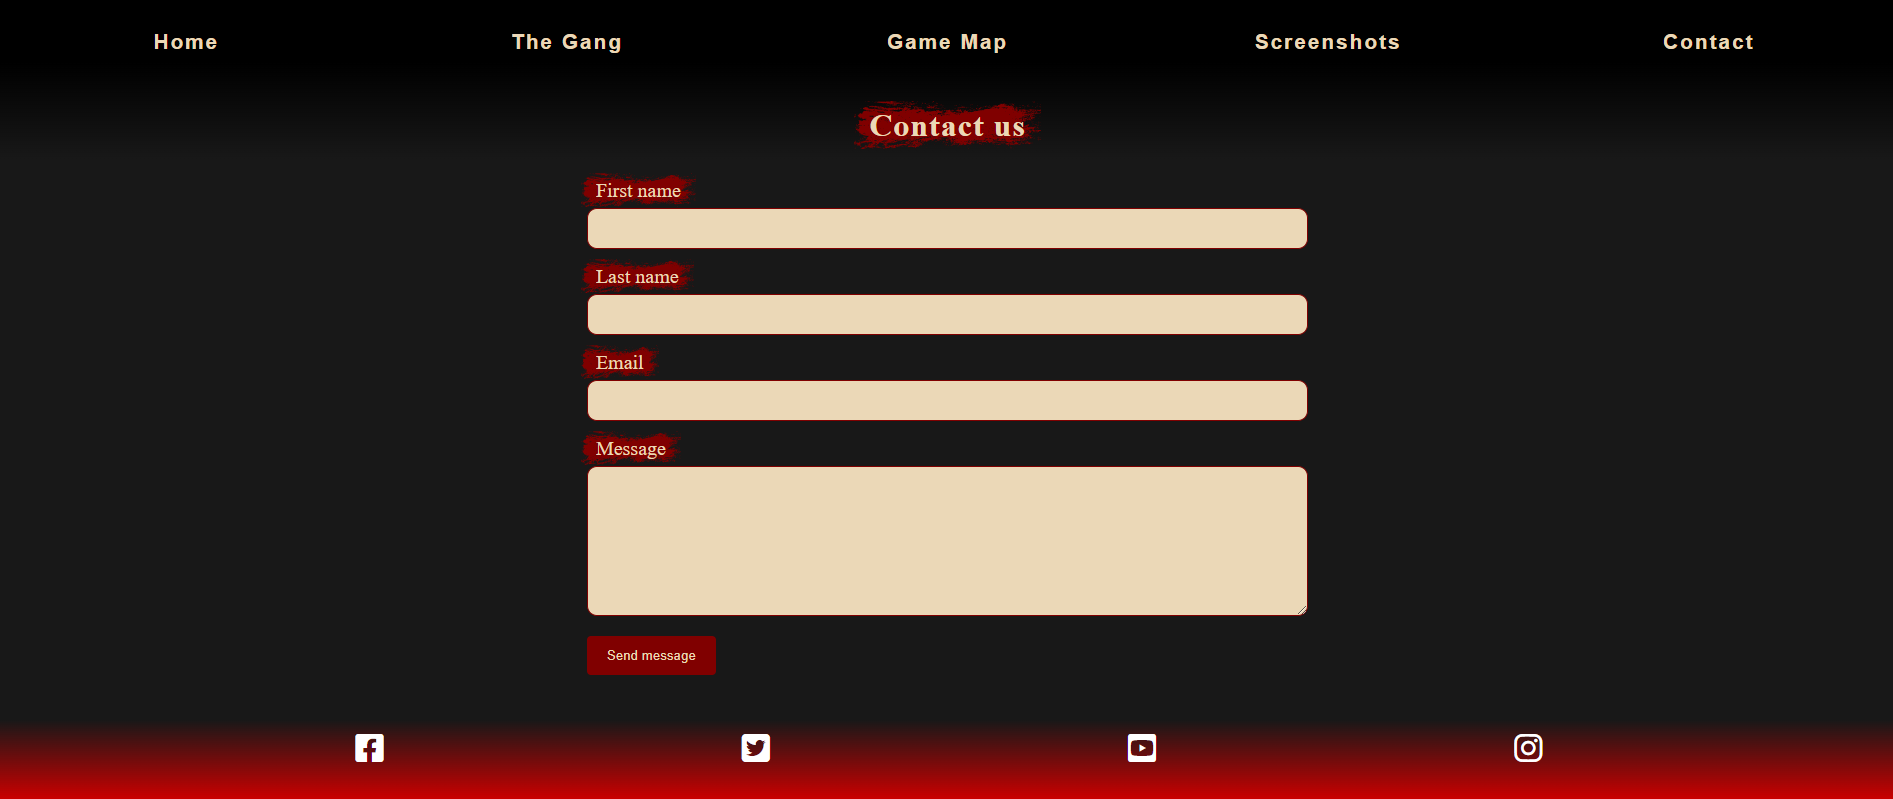 Home The Gang Game Map Screenshots Contact
Contact us
First name
Last name
Email
Message
Send message